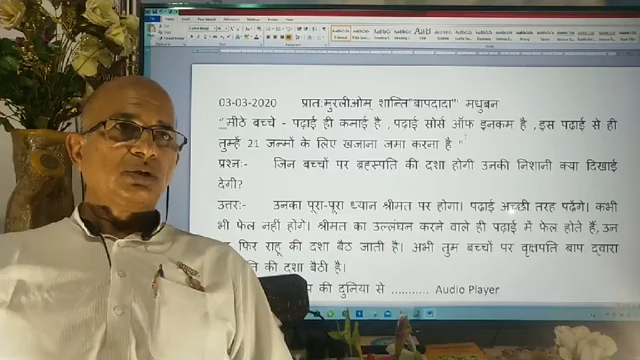 03-03-2020 प्रात:मुरलीओम् शान्ति"बापदादा"' मधुबन
"मीठे बच्चे - पढ़ाई ही कमाई है , पढ़ाई सोर्स ऑफ इनकम है , इस पढ़ाई से ही
तुम्हें 21 जन्मों के लिए खजाना जमा करना है "
प्रश्न:- जिन बच्चों पर ब्रहस्पति की दशा होगी उनकी निशानी क्या दिखाई
देगी?
उत्तर:- उनका पूरा-पूरा ध्यान श्रीमत पर होगा। पढ़ाई अच्छी तरह पढ़ेंगे। कभी
भी फेल नहीं होंगे। श्रीमत का उल्लंघन करने वाले ही पढ़ाई में फेल होते हैं, उन
फिर राहू की दशा बैठ जाती है। अभी तुम बच्चों पर वृक्षपति बाप द्वारा
की दशा बैठी है।
की दुनिया से .......... Audio Player